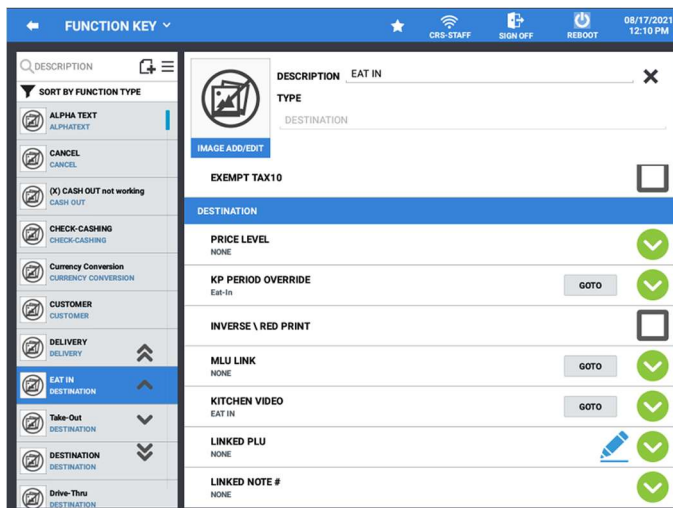 FUNCTION KEY
CRS-STAFF
SIGN OFF
REBOOT
08/17/2021
12:10 PM
DESCRIPTION
SORT BY FUNCTION TYPE
ALPHA TEXT
ALPHATEXT
CANCEL
CANCEL
(X) CASH OUT not working
CASH OUT
CHECK-CASHING
CHECK-CASHING
Currency Conversion
CURRENCY CONVERSION
CUSTOMER
CUSTOMER
DELIVERY
DELIVERY
EAT IN
DESTINATION
Take-Out
DESTINATION
DESTINATION
DESTINATION
Drive-Thru
DESTINATION
DESCRIPTION EAT IN
TYPE
DESTINATION
IMAGE ADD/EDIT
EXEMPT TAX10
DESTINATION
PRICE LEVEL
NONE
KP PERIOD OVERRIDE
Eat-In
GOTO
INVERSE \ RED PRINT
MLU LINK
NONE
GOTO
KITCHEN VIDEO
EAT IN
GOTO
LINKED PLU
NONE
LINKED NOTE #
NONE